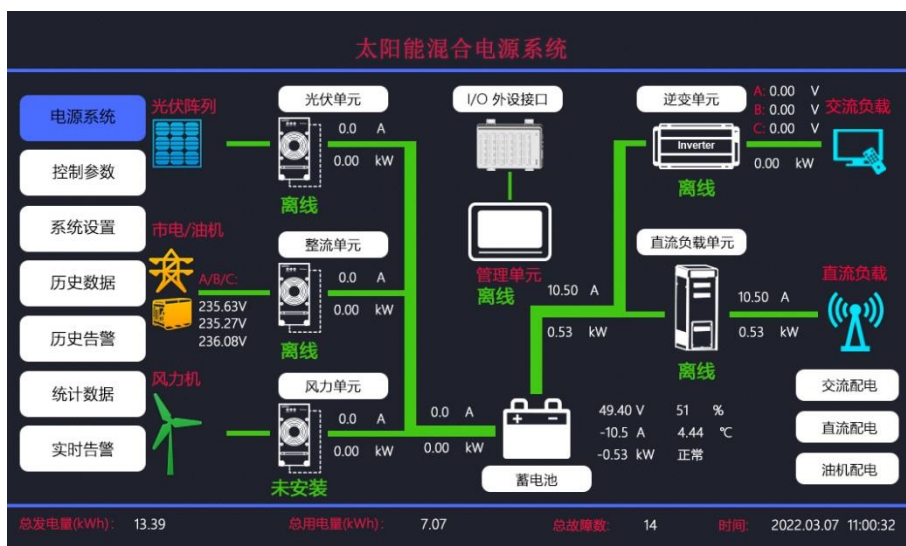 太阳能混合电源系统
电源系统
控制参数
系统设置
历史数据
历史告警
统计数据
实时告警
光伏阵列
光伏单元
0.0 A
0.00 kW
离线
市电/油机
A/B/C:
235.63V
235.27V
236.08V
整流单元
0.0 A
0.00 kW
离线
风力机
风力单元
0.0 A
0.00 kW
未安装
I/O 外设接口
管理单元
离线
0.0 A
0.00 kW
10.50 A
0.53 kW
蓄电池
49.40 V 51 %
-10.5 A 4.44 ℃
-0.53 kW 正常
逆变单元
Inverter
离线
A: 0.00 V
B: 0.00 V
C: 0.00 V
0.00 kW
交流负载
直流负载单元
离线
10.50 A
0.53 kW
直流负载
交流配电
直流配电
油机配电
总发电量(kWh): 13.39 总用电量(kWh): 7.07 总故障数: 14 时间: 2022.03.07 11:00:32